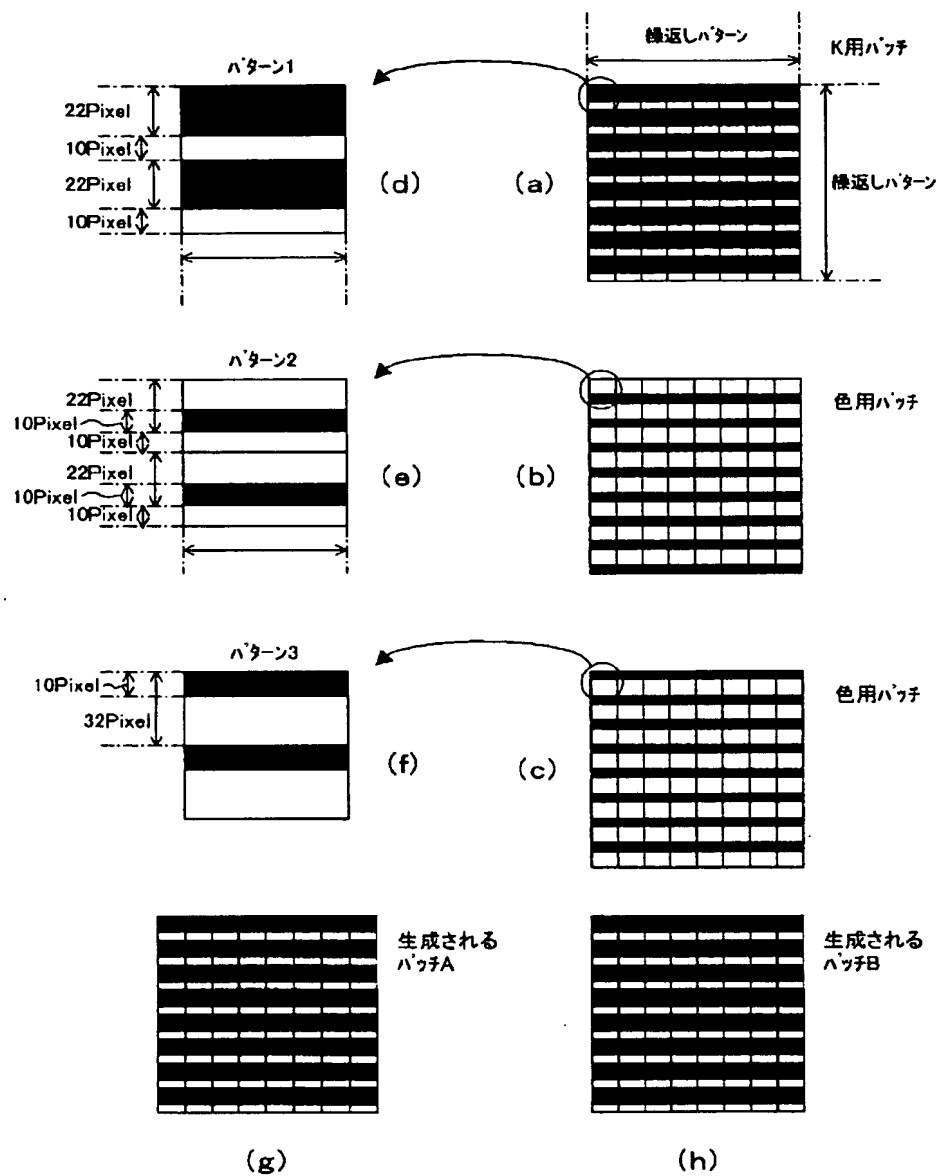 繰返しパターン
K用パッチ
パターン1
22Pixel
10Pixel
22Pixel
10Pixel
(d)
(a)
繰返しパターン
パターン2
22Pixel
10Pixel
10Pixel
22Pixel
10Pixel
10Pixel
(e)
(b)
色用パッチ
パターン3
10Pixel
32Pixel
(f)
(c)
色用パッチ
生成される
パッチA
生成される
パッチB
(g)
(h)